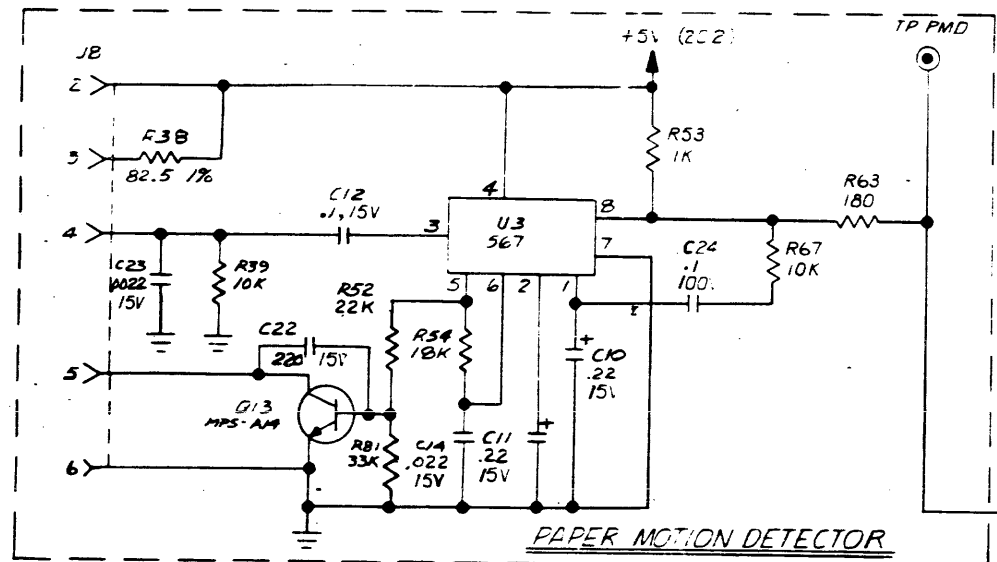 TP PMD
+5V (2C2)
J8
2
3
R38
82.5 1%
R53
1K
R63
180
C12
.1, 15V
4
3
4
U3
567
8
7
5
6
2
1
C24
.1
100V
R67
10K
C23
.0022
15V
R39
10K
R52
22K
R54
18K
C22
220
15V
+
C10
.22
15V
5
Q13
MPS-A14
R81
33K
C14
.022
15V
C11
.22
15V
+
6
PAPER MOTION DETECTOR